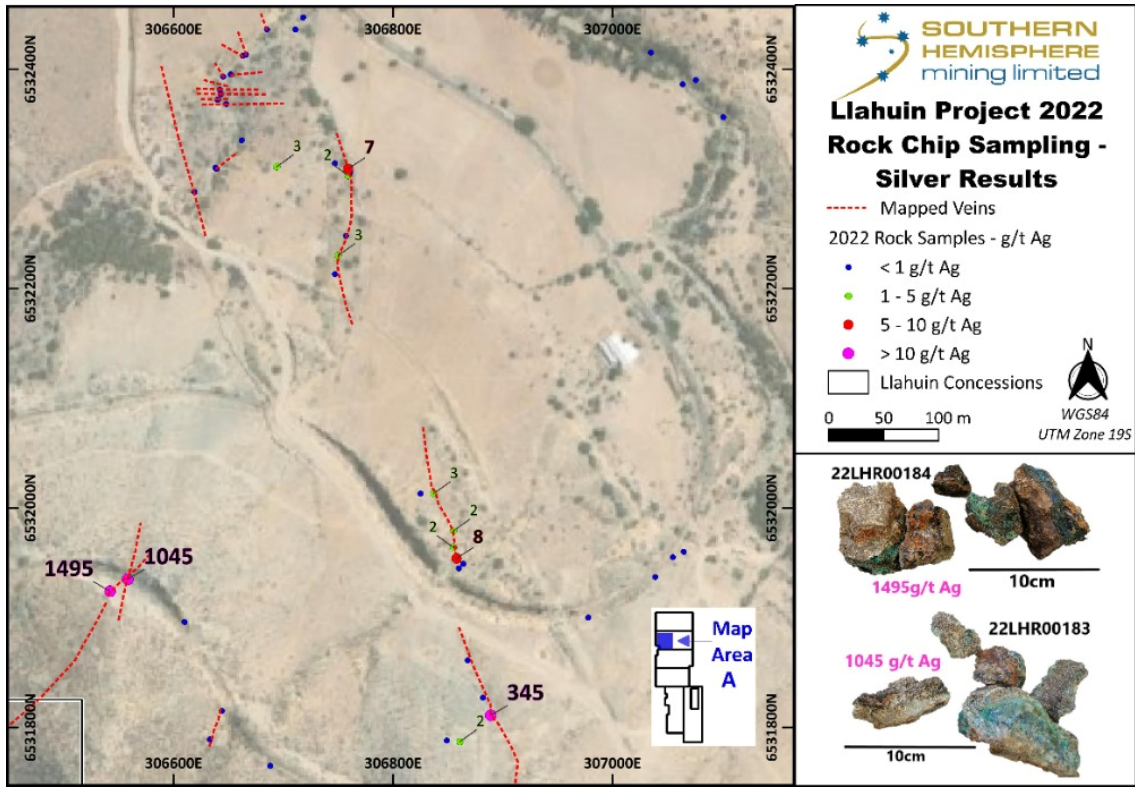 306600E
306800E
307000E
6532400N
6532400N
3
2
7
3
6532200N
6532200N
3
2
2
8
6532000N
6532000N
1495
1045
345
2
Map
Area
A
6531800N
6531800N
306600E
306800E
307000E
SOUTHERN
HEMISPHERE
mining limited
Llahuin Project 2022
Rock Chip Sampling -
Silver Results
Mapped Veins
2022 Rock Samples - g/t Ag
< 1 g/t Ag
1 - 5 g/t Ag
5 - 10 g/t Ag
> 10 g/t Ag
Llahuin Concessions
N
0 50 100 m
WGS84
UTM Zone 19S
22LHR00184
1495g/t Ag
10cm
22LHR00183
1045 g/t Ag
10cm